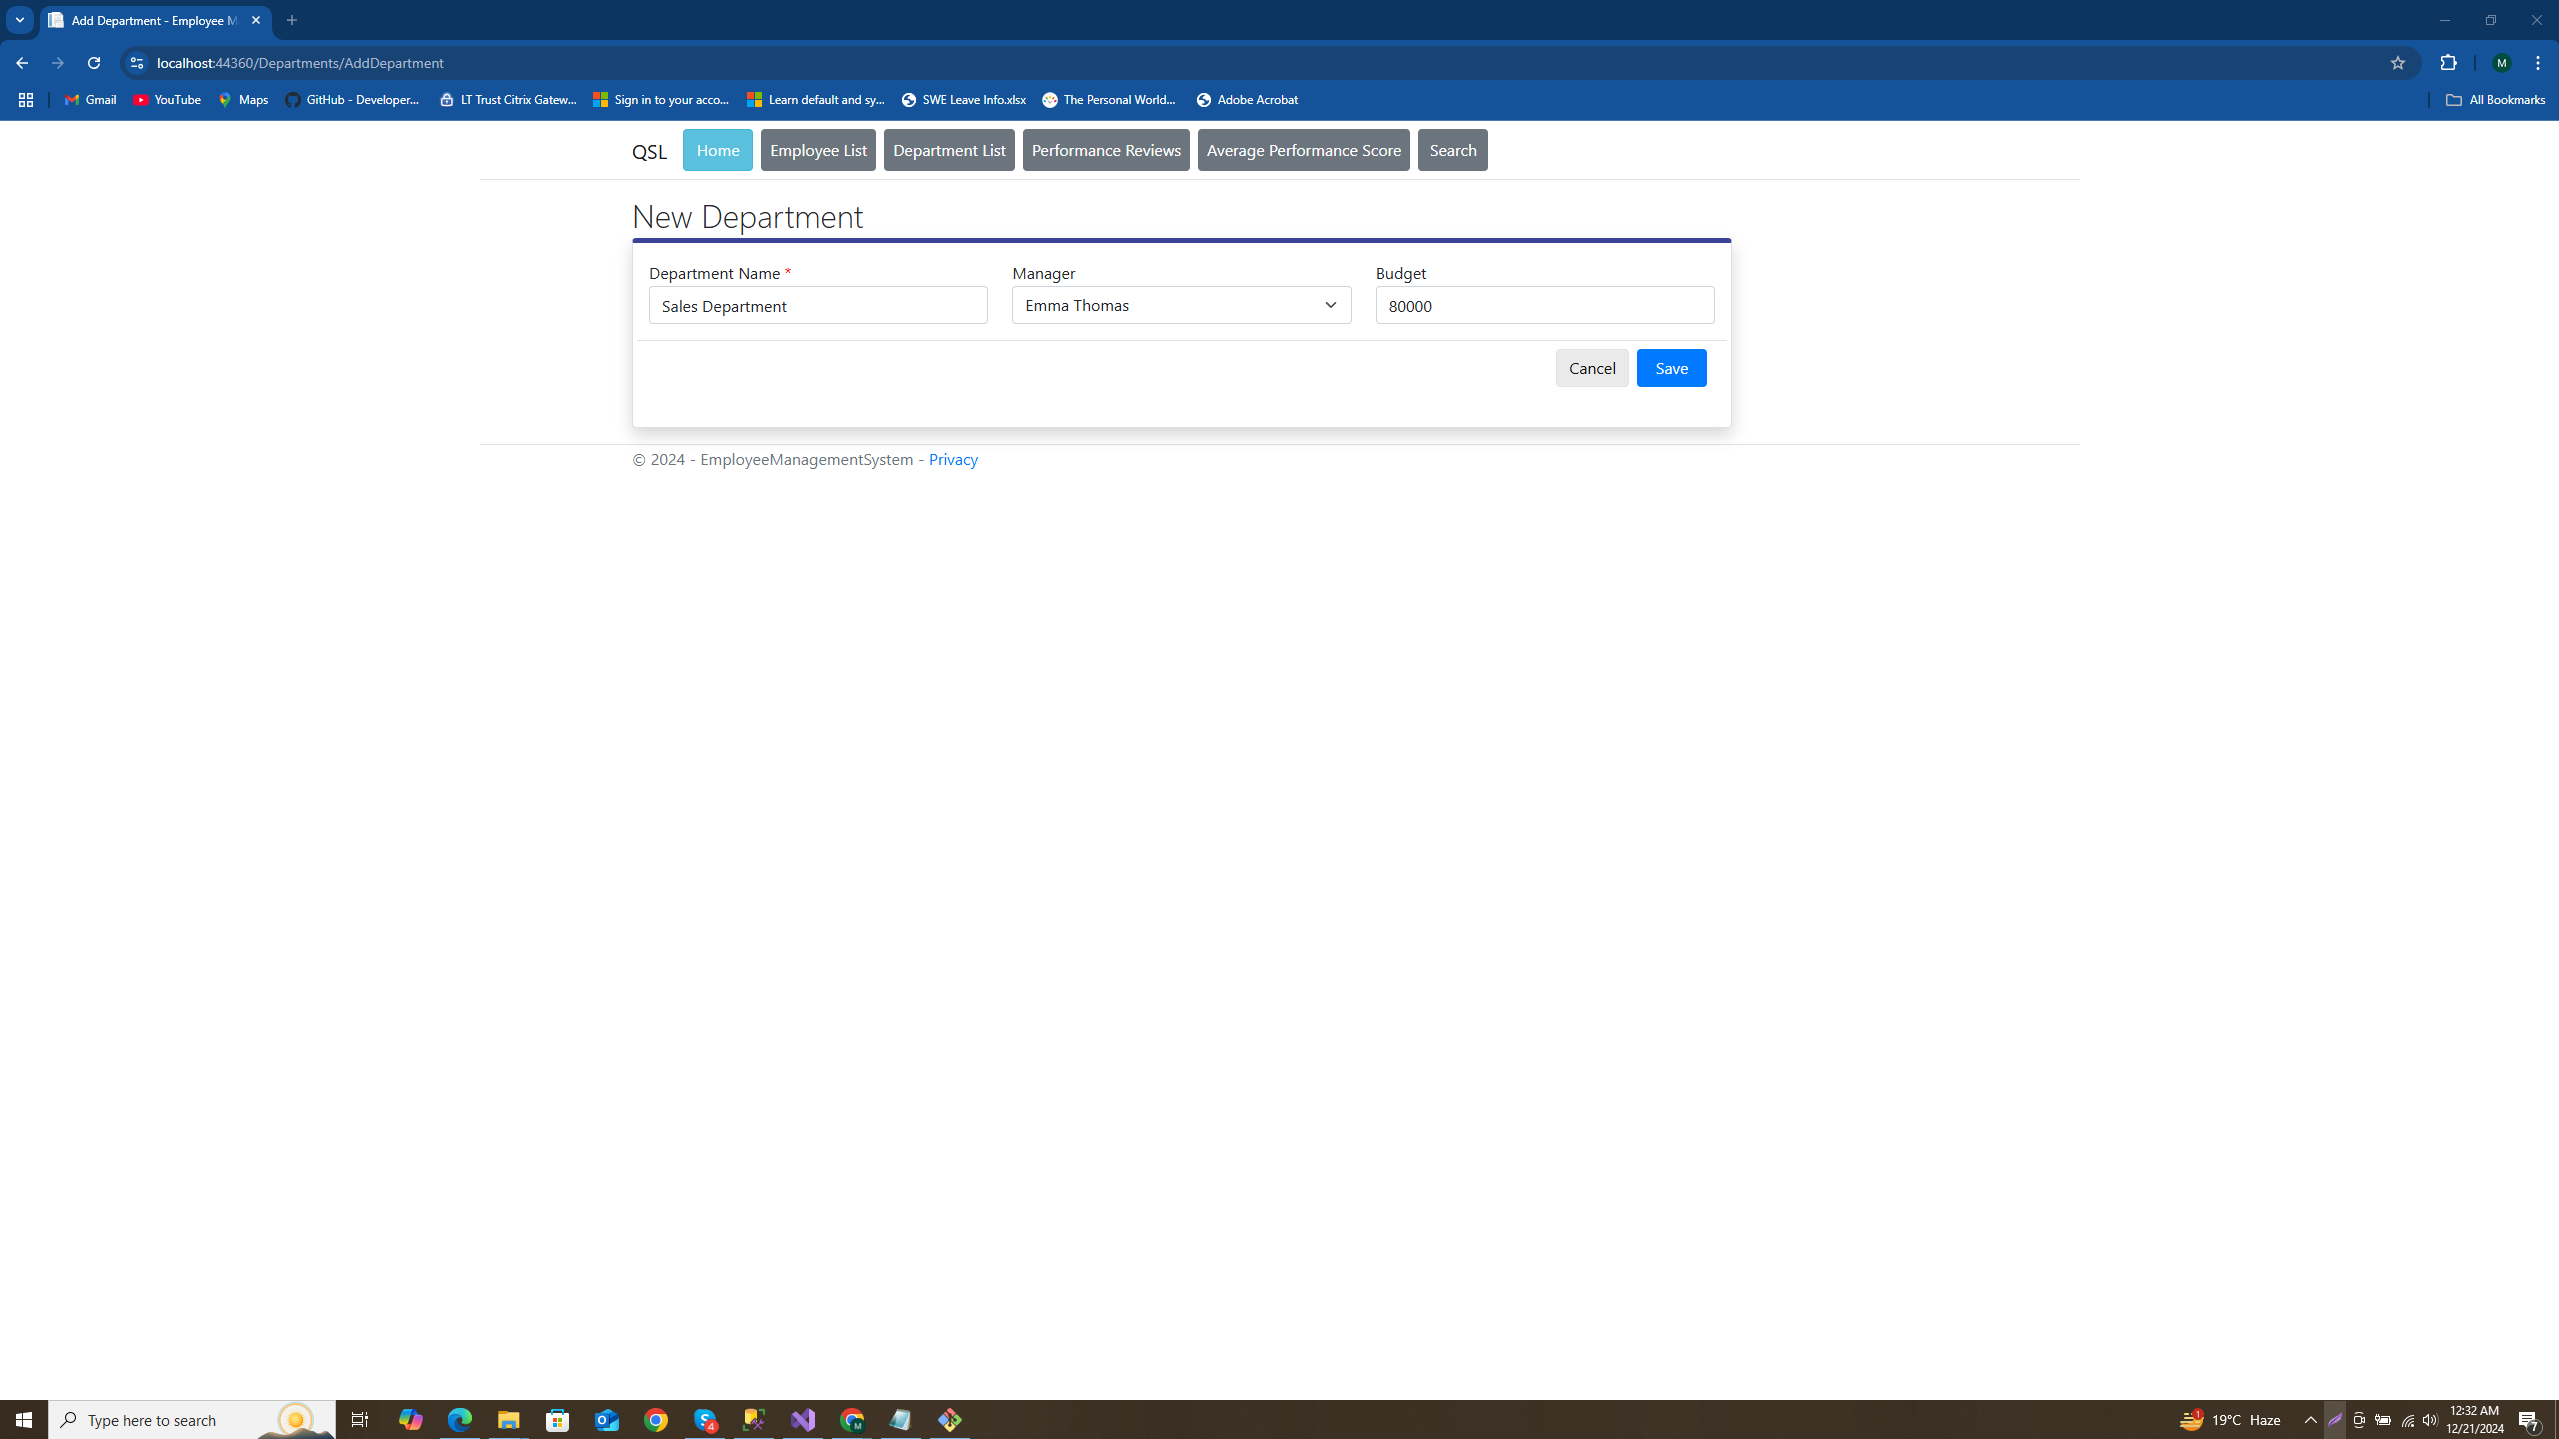 Add Department - Employee M
localhost:44360/Departments/AddDepartment
M
Gmail YouTube Maps GitHub - Developer... LT Trust Citrix Gatew... Sign in to your acco... Learn default and sy... SWE Leave Info.xlsx The Personal World... Adobe Acrobat All Bookmarks
QSL Home Employee List Department List Performance Reviews Average Performance Score Search
New Department
Department Name * Manager Budget
Sales Department Emma Thomas 80000
Cancel Save
© 2024 - EmployeeManagementSystem - Privacy
Type here to search 4 M 1 19°C Haze 12:32 AM
12/21/2024 7